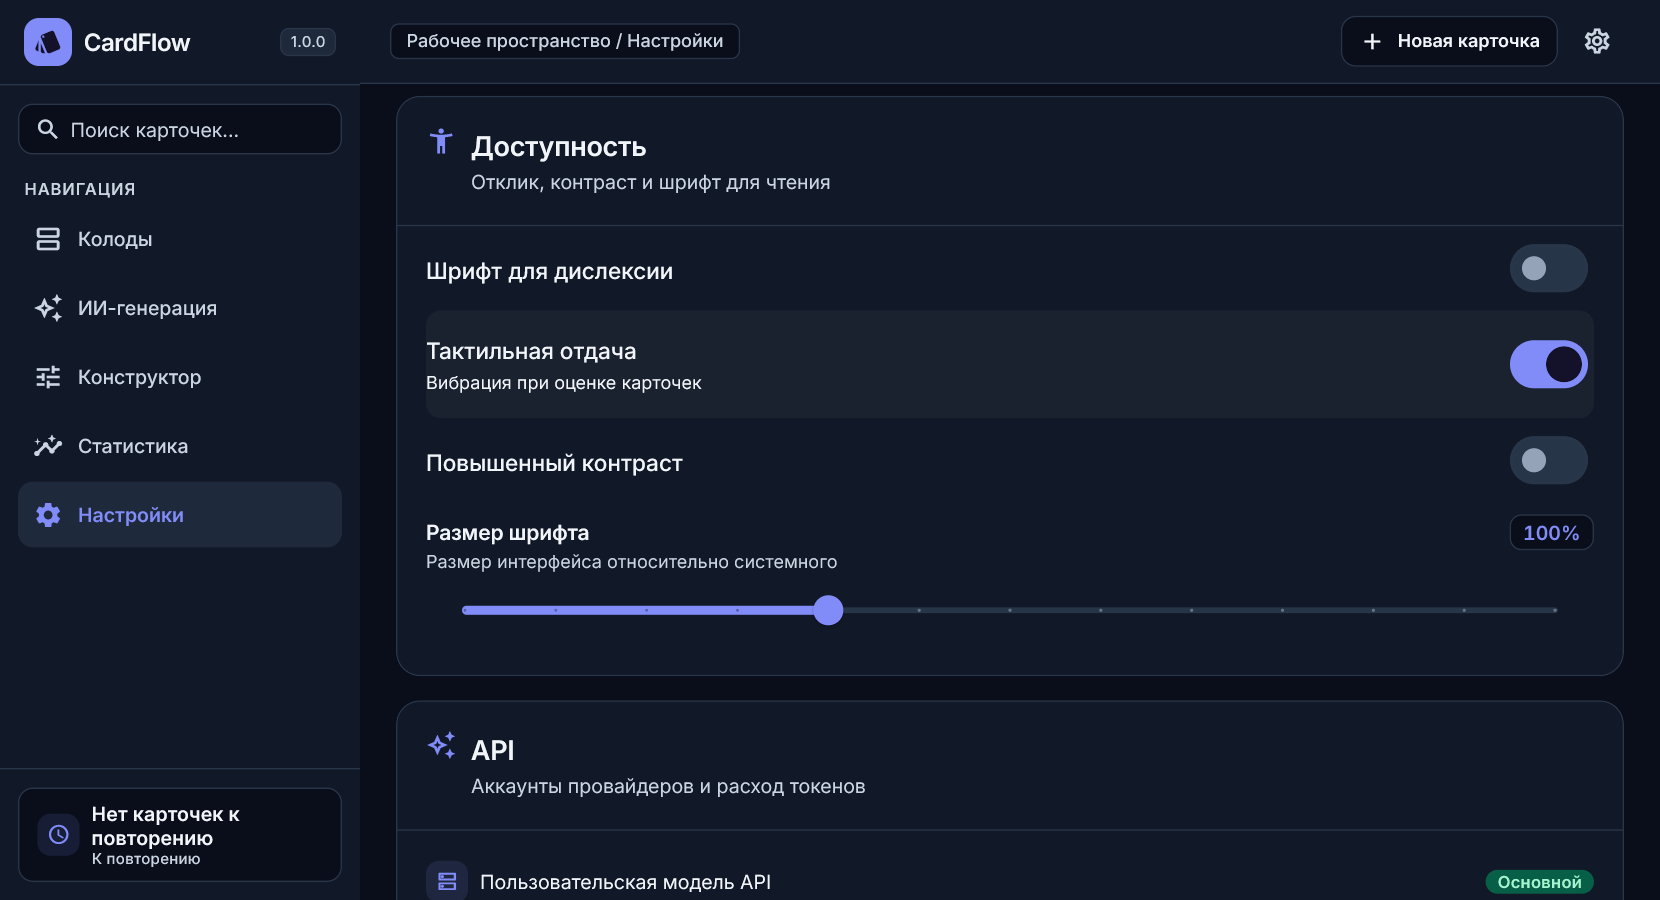 CardFlow
1.0.0
Рабочее пространство / Настройки
Новая карточка
Поиск карточек...
НАВИГАЦИЯ
Колоды
ИИ-генерация
Конструктор
Статистика
Настройки
Нет карточек к
повторению
К повторению
Доступность
Отклик, контраст и шрифт для чтения
Шрифт для дислексии
Тактильная отдача
Вибрация при оценке карточек
Повышенный контраст
Размер шрифта
100%
Размер интерфейса относительно системного
API
Аккаунты провайдеров и расход токенов
Пользовательская модель API
Основной